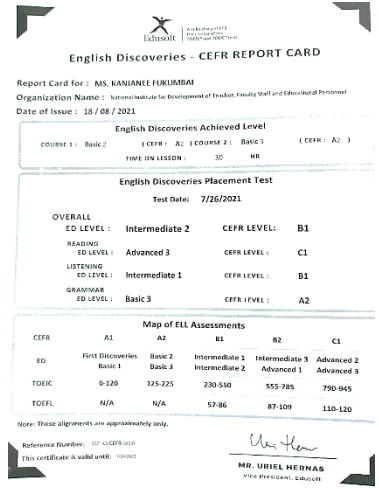 Edusoft
English Discoveries - CEFR REPORT CARD
Report Card for : MS. KANJANEE FUKUMBAI
Organization Name : National Institute for Development of Teacher, Faculty Staff and Educational Personnel
Date of Issue : 18 / 08 / 2021
English Discoveries Achieved Level
COURSE 1 : Basic 2 ( CEFR : A2 ) COURSE 2 : Basic 3 ( CEFR : A2 )
TIME ON LESSON : 30 HR
English Discoveries Placement Test
Test Date: 7/26/2021
OVERALL
ED LEVEL : Intermediate 2 CEFR LEVEL: B1
READING
ED LEVEL : Advanced 3 CEFR LEVEL : C1
LISTENING
ED LEVEL : Intermediate 1 CEFR LEVEL : B1
GRAMMAR
ED LEVEL : Basic 3 CEFR LEVEL : A2
Map of ELL Assessments
CEFR A1 A2 B1 B2 C1
ED First Discoveries Basic 2 Intermediate 1 Intermediate 3 Advanced 2
Basic 1 Basic 3 Intermediate 2 Advanced 1 Advanced 3
TOEIC 0-120 125-225 230-550 555-785 790-945
TOEFL N/A N/A 57-86 87-109 110-120
Note: These alignments are approximately only.
Reference Number:
This certificate is valid until:
MR. URIEL HERNAS
Vice President, Edusoft